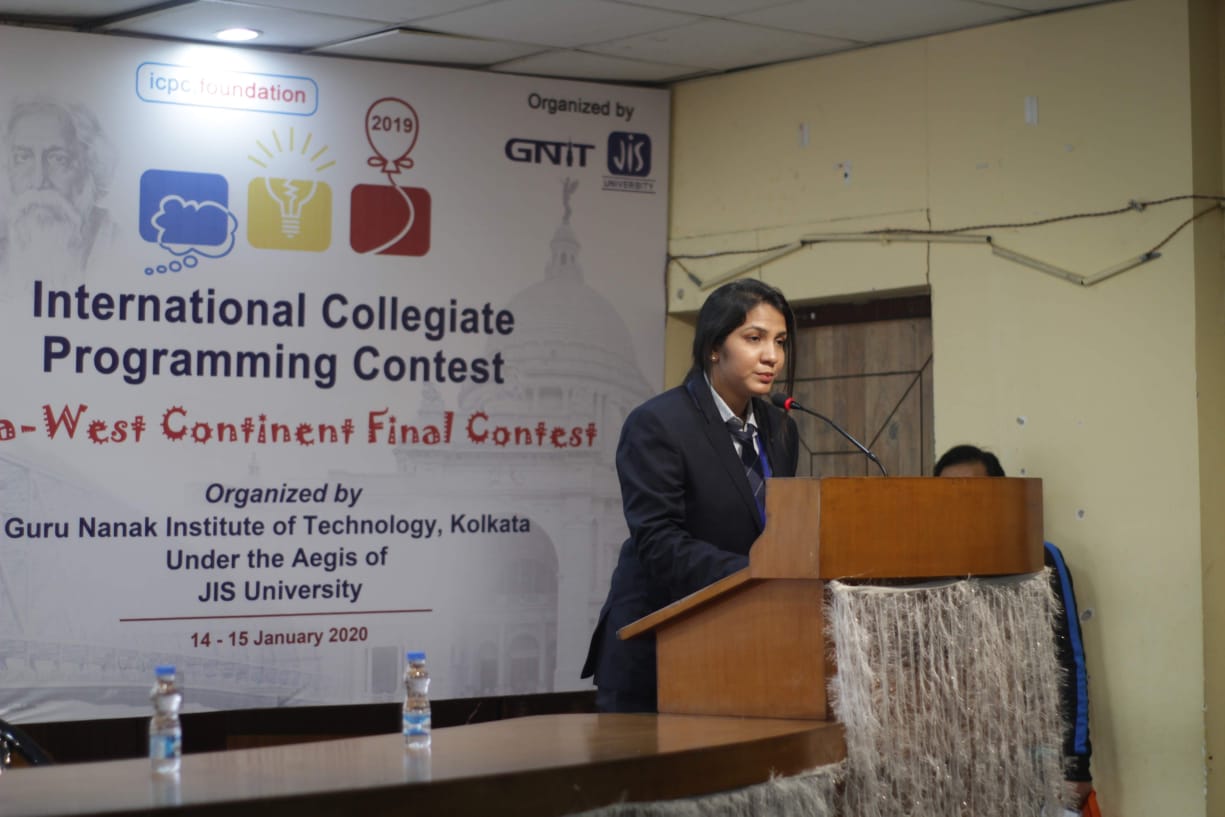 icpc.foundation
2019
Organized by
GNIT
JIS
UNIVERSITY
International Collegiate
Programming Contest
a-West Continent Final Contest
Organized by
Guru Nanak Institute of Technology, Kolkata
Under the Aegis of
JIS University
14 - 15 January 2020